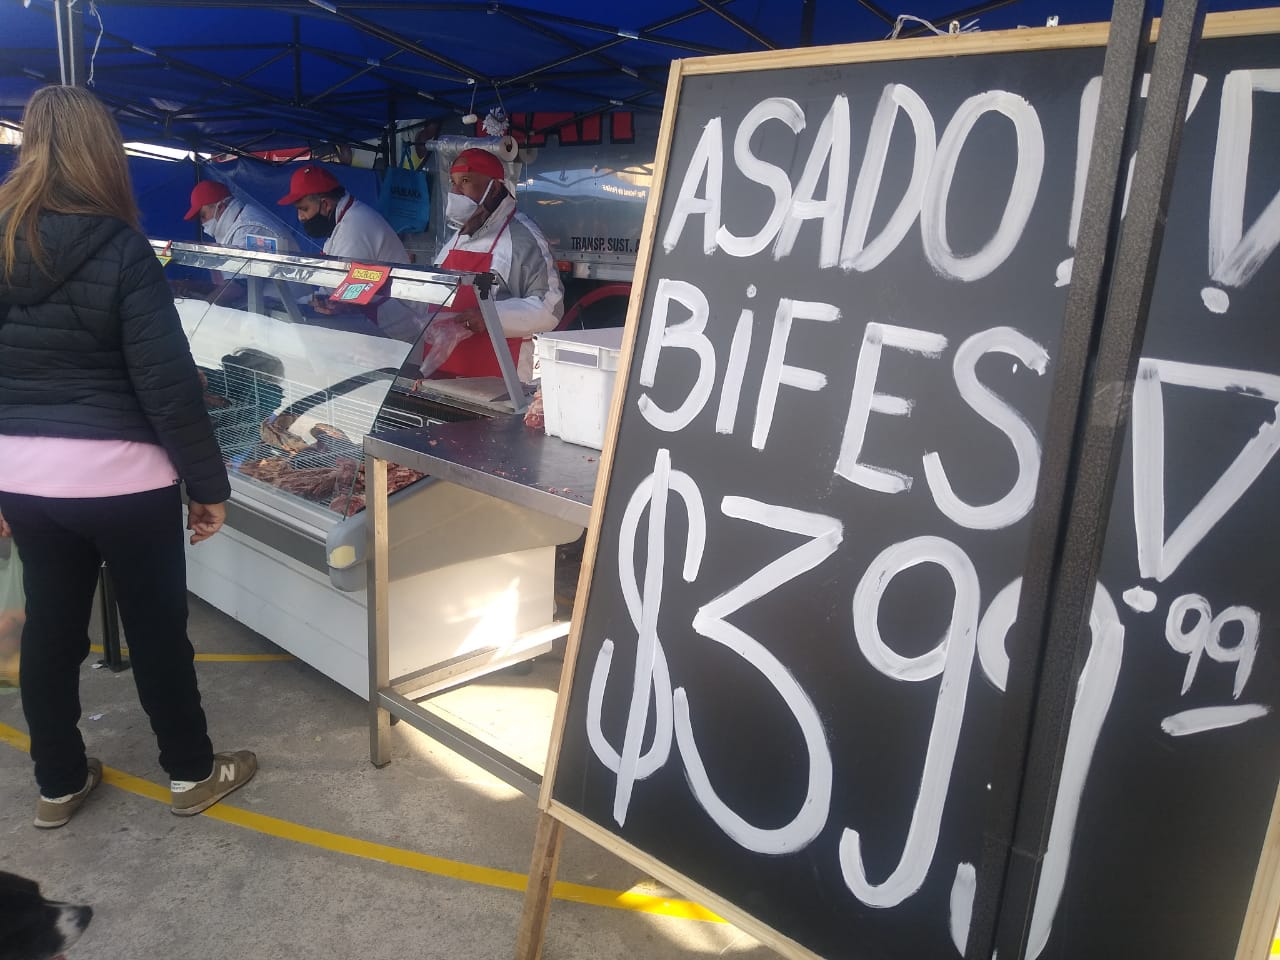 ASADO!
BiFES
$399,99
TRANSP. SUST. A
N